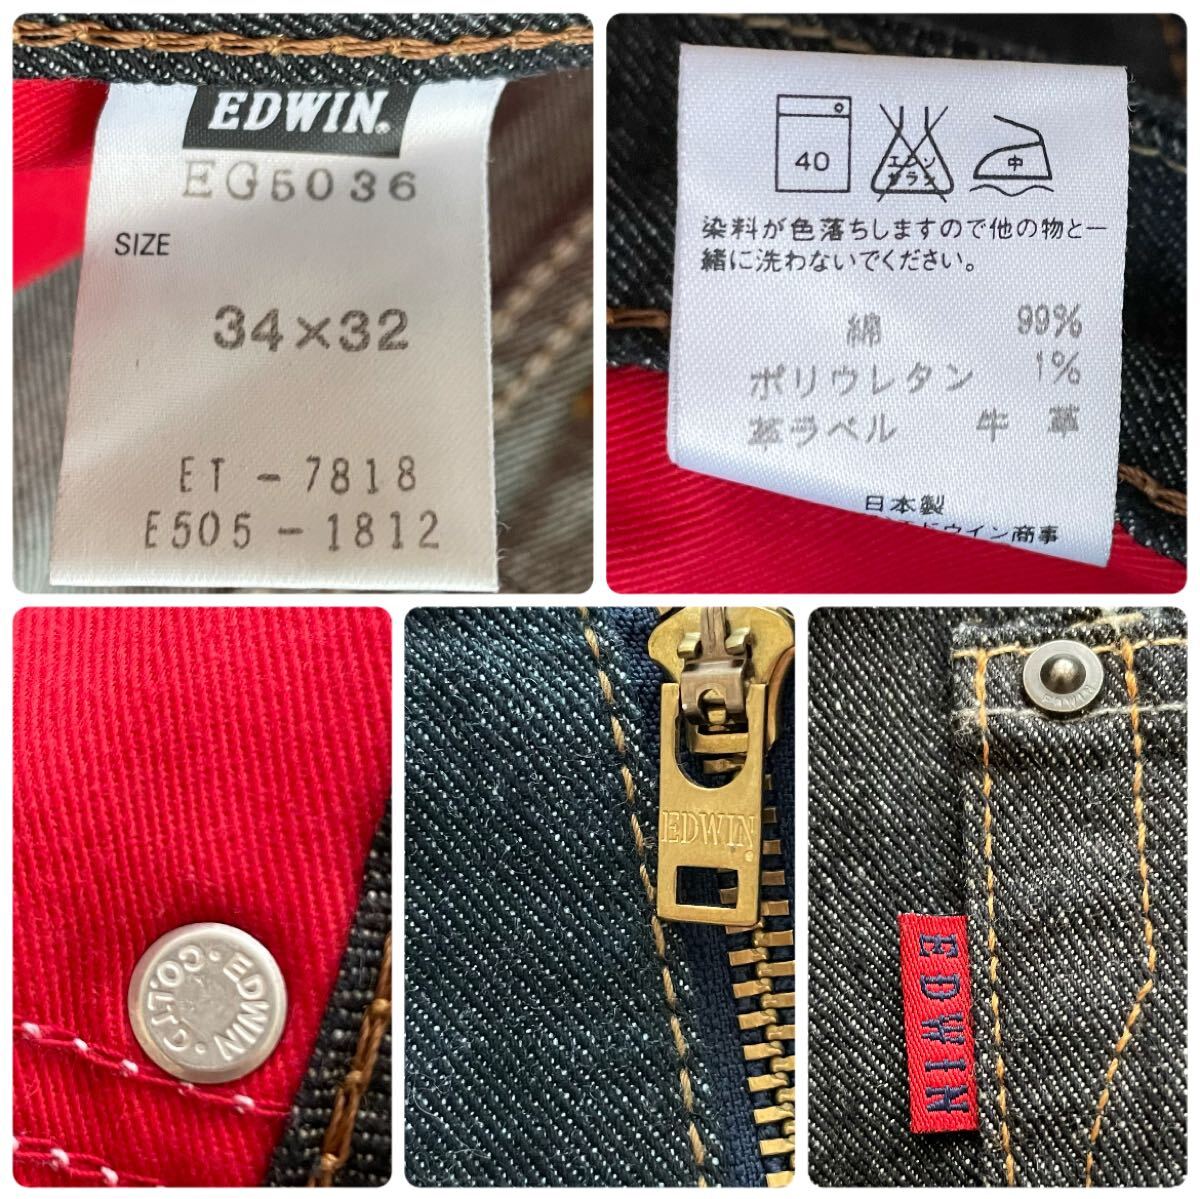 EDWIN.
EG5036
SIZE
34×32
ET-7818
E505-1812
40
エンソ
サラシ
中
染料が色落ちしますので他の物と一
緒に洗わないでください。
綿 99%
ポリウレタン 1%
革ラベル 牛革
日本製
ドウイン商事
EDWIN
CO.LTD.
EDWIN.
EDWIN
EDWIN